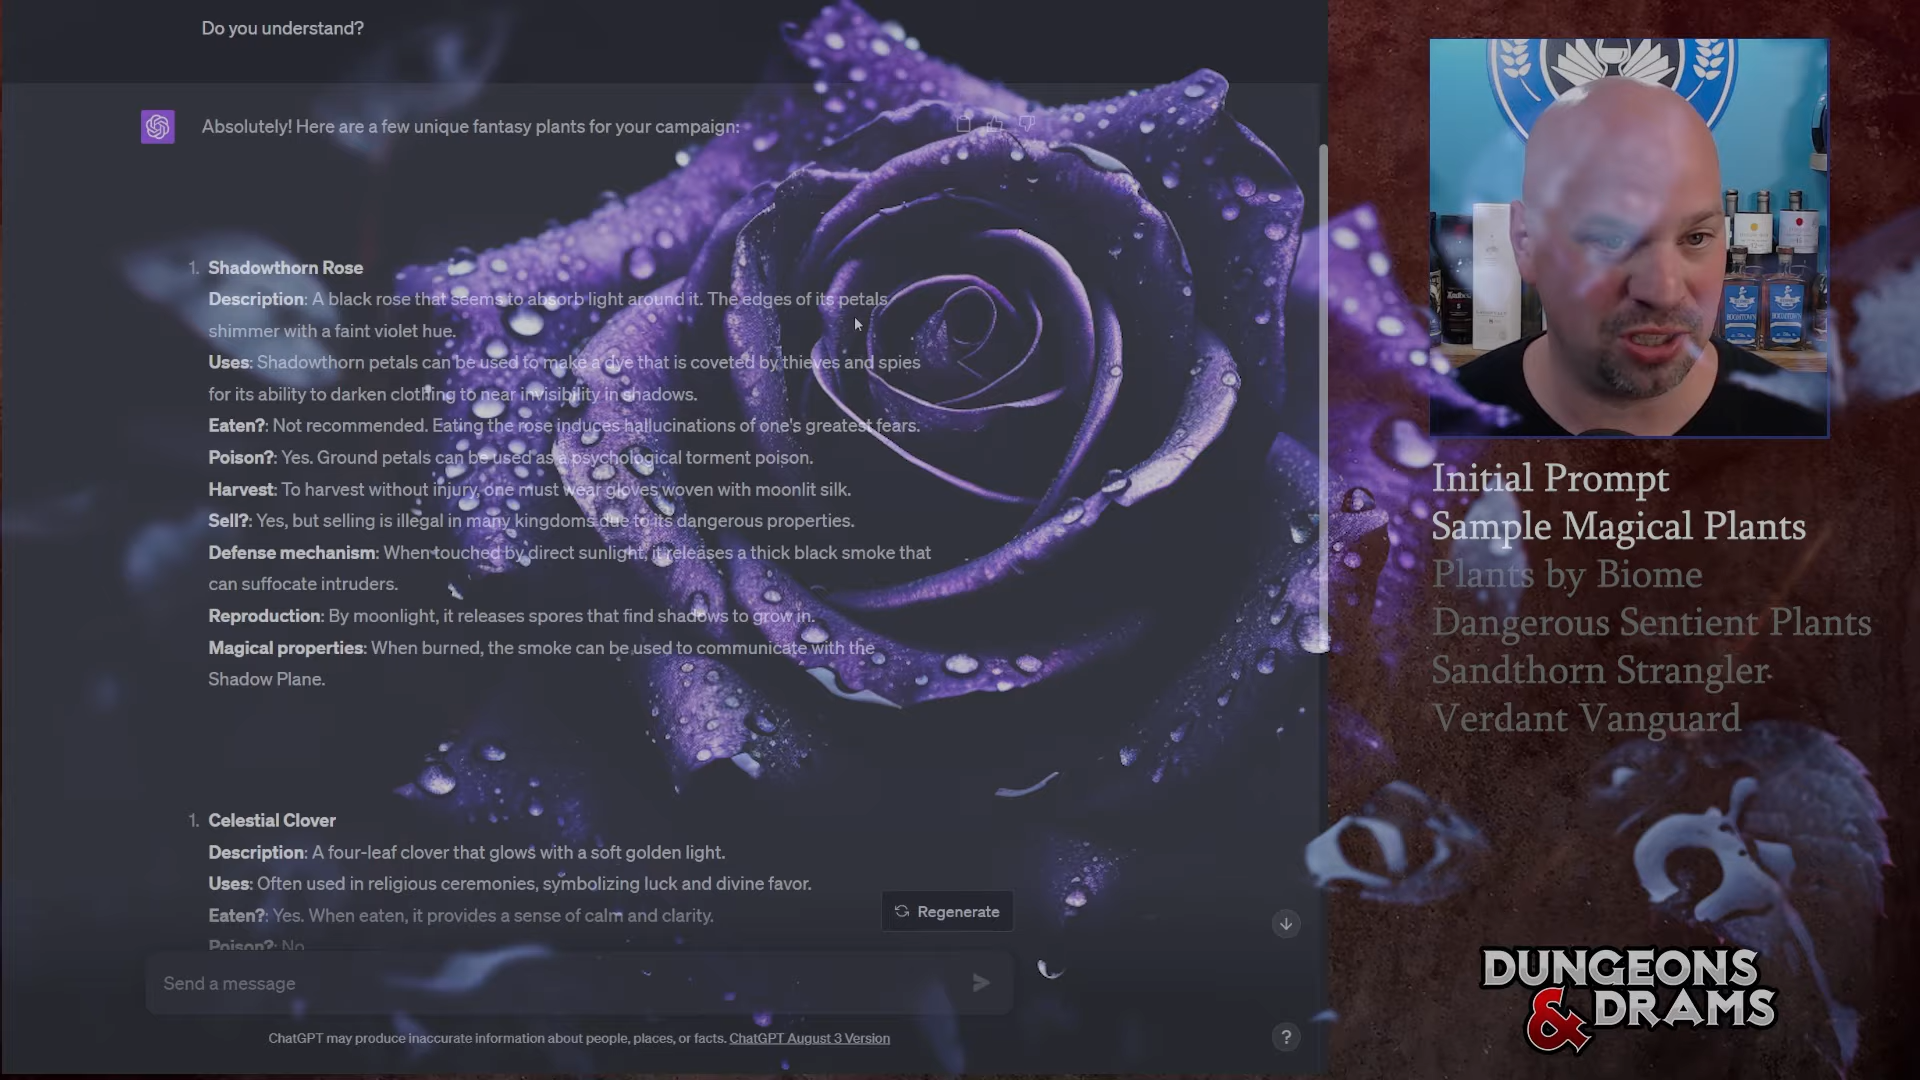 Do you understand?
Absolutely! Here are a few unique fantasy plants for your campaign:
1. Shadowthorn Rose
Description: A black rose that seems to absorb light around it. The edges of its petals
shimmer with a faint violet hue.
Uses: Shadowthorn petals can be used to make a dye that is coveted by thieves and spies
for its ability to darken clothing to near invisibility in shadows.
Eaten?: Not recommended. Eating the rose induces hallucinations of one's greatest fears.
Poison?: Yes. Ground petals can be used as a psychological torment poison.
Harvest: To harvest without injury, one must wear gloves woven with moonlit silk.
Sell?: Yes, but selling is illegal in many kingdoms due to its dangerous properties.
Defense mechanism: When touched by direct sunlight, it releases a thick black smoke that
can suffocate intruders.
Reproduction: By moonlight, it releases spores that find shadows to grow in.
Magical properties: When burned, the smoke can be used to communicate with the
Shadow Plane.
1. Celestial Clover
Description: A four-leaf clover that glows with a soft golden light.
Uses: Often used in religious ceremonies, symbolizing luck and divine favor.
Eaten?: Yes. When eaten, it provides a sense of calm and clarity.
Poison?: No
Regenerate
Send a message
ChatGPT may produce inaccurate information about people, places, or facts. ChatGPT August 3 Version
?
Initial Prompt
Sample Magical Plants
Plants by Biome
Dangerous Sentient Plants
Sandthorn Strangler
Verdant Vanguard
DUNGEONS
& DRAMS